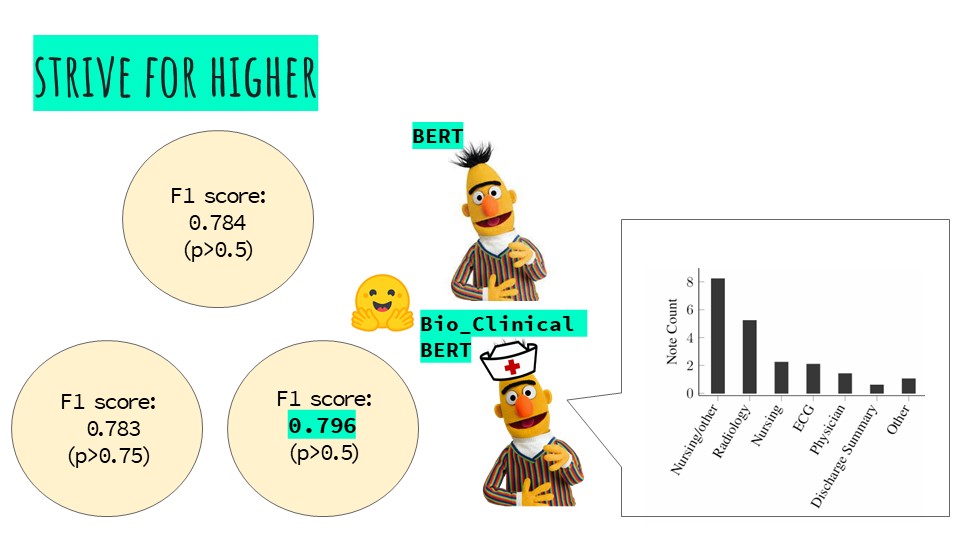 STRIVE FOR HIGHER
F1 score:
0.784
(p>0.5)
F1 score:
0.783
(p>0.75)
F1 score:
0.796
(p>0.5)
BERT
Bio_Clinical
BERT
Note Count
8
6
4
2
0
Nursing/other
Radiology
Nursing
ECG
Physician
Discharge Summary
Other